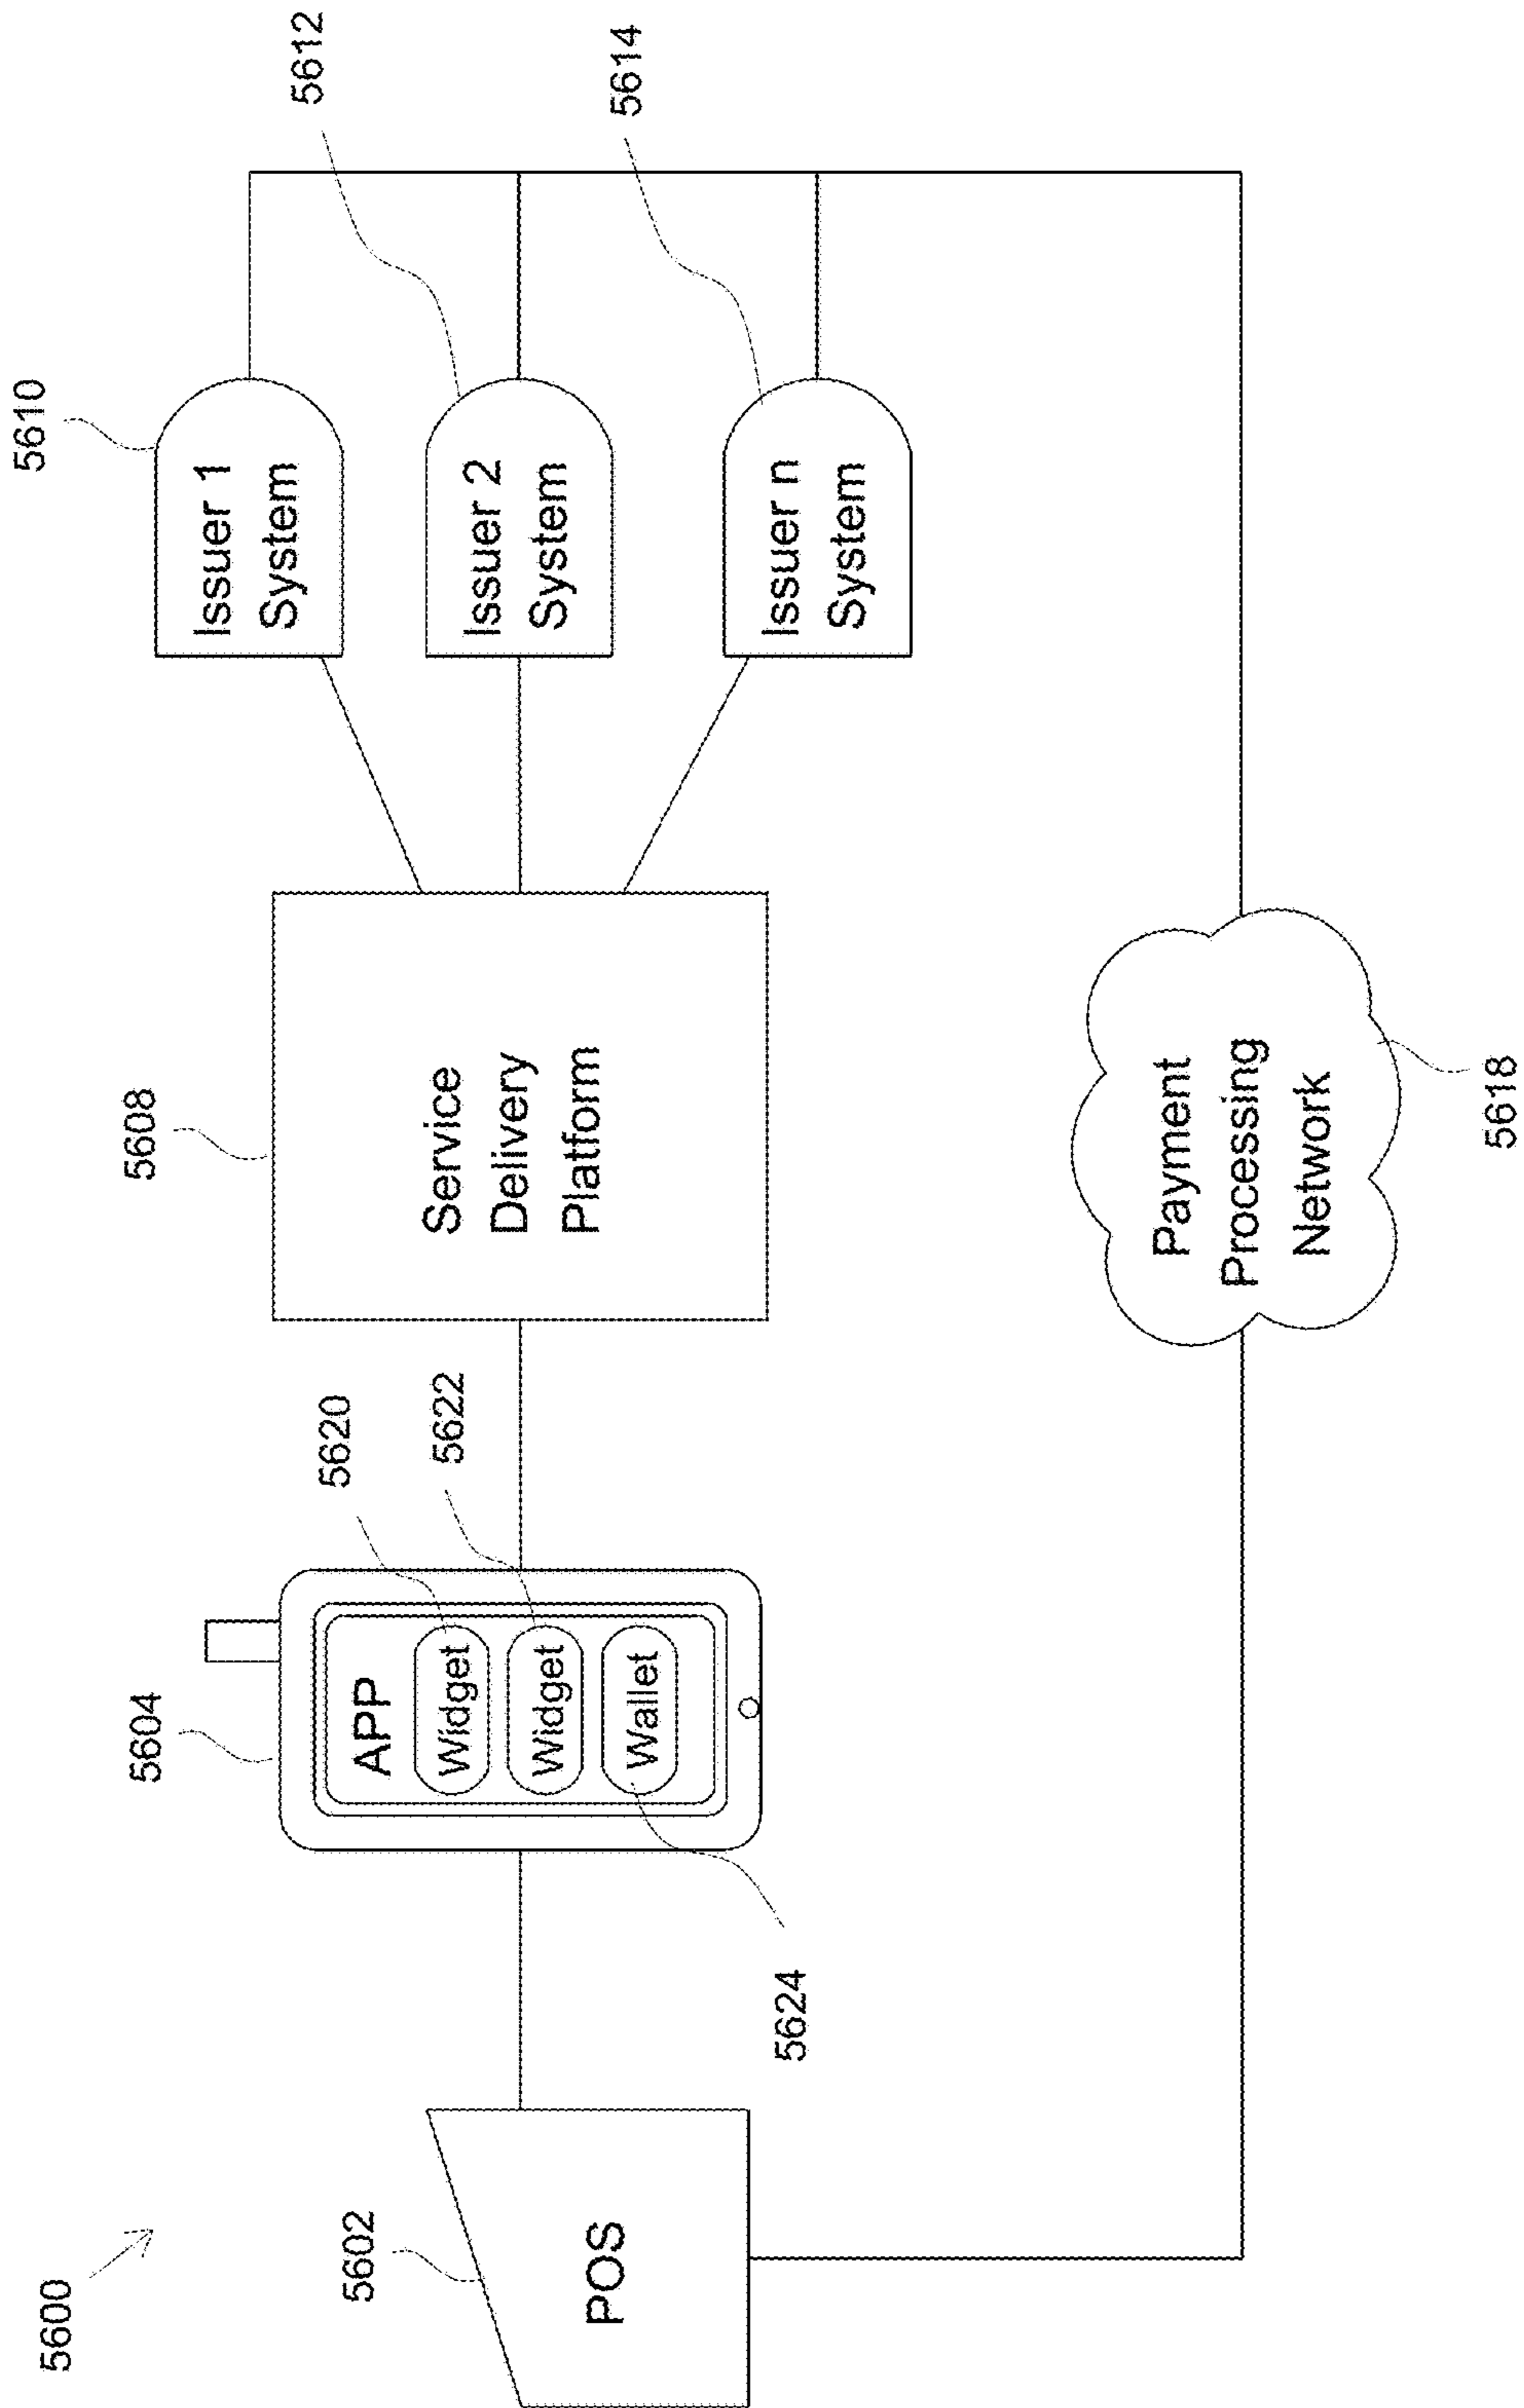 5600
5602
POS
5604
APP
Widget
Widget
Wallet
5620
5622
5624
5608
Service
Delivery
Platform
5610
Issuer 1
System
5612
Issuer 2
System
5614
Issuer n
System
Payment
Processing
Network
5618